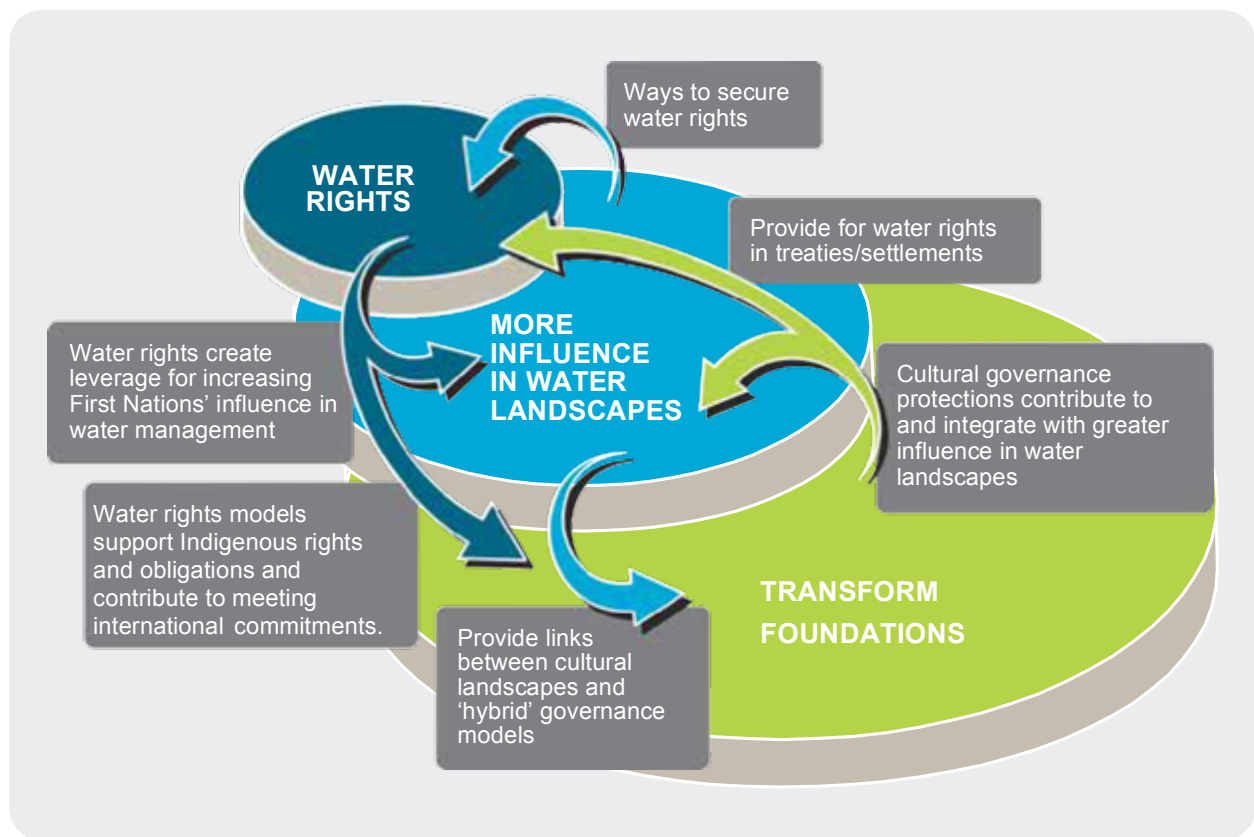 Ways to secure
water rights
WATER
RIGHTS
Provide for water rights
in treaties/settlements
MORE
INFLUENCE
IN WATER
LANDSCAPES
Water rights create
leverage for increasing
First Nations’ influence in
water management
Cultural governance
protections contribute to
and integrate with greater
influence in water
landscapes
Water rights models
support Indigenous rights
and obligations and
contribute to meeting
international commitments.
TRANSFORM
FOUNDATIONS
Provide links
between cultural
landscapes and
‘hybrid’ governance
models